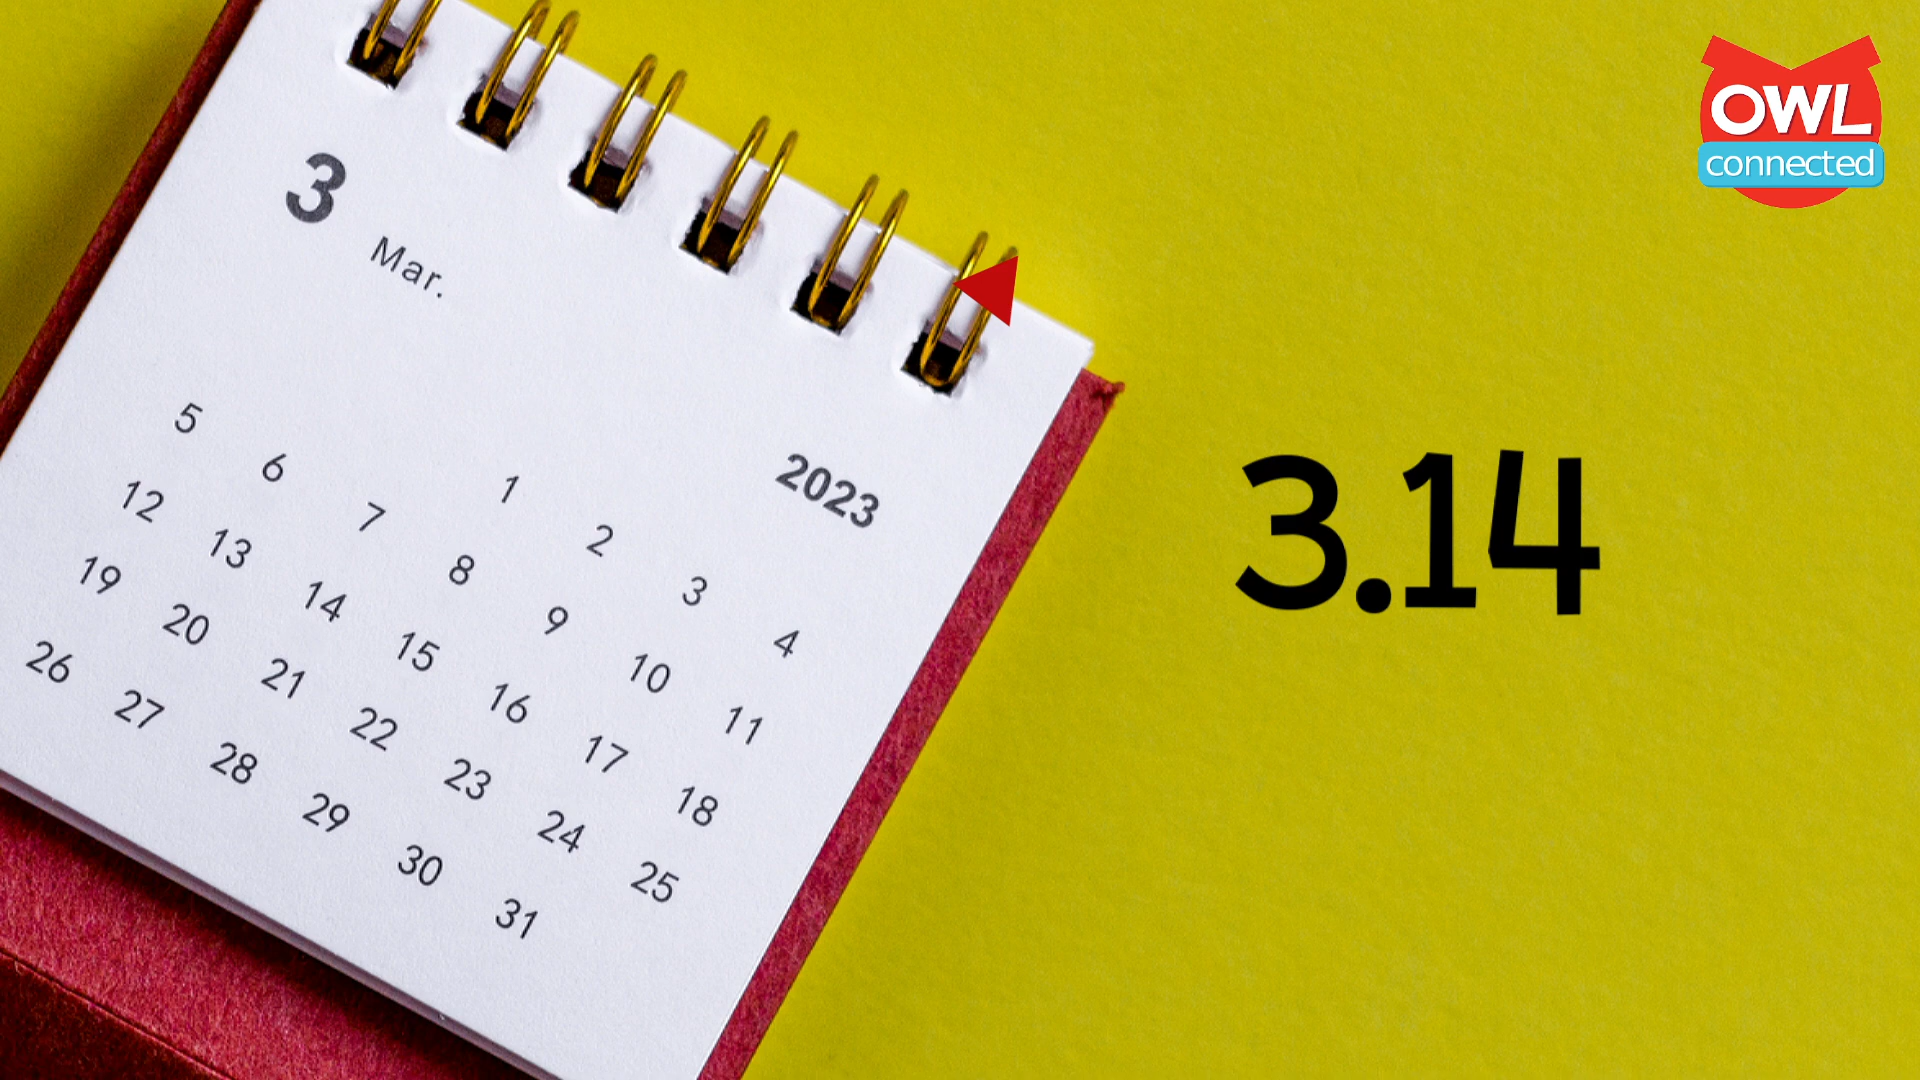 3 Mar.
2023
1 2 3 4
5 6 7 8 9 10 11
12 13 14 15 16 17 18
19 20 21 22 23 24 25
26 27 28 29 30 31
3.14
OWL
connected